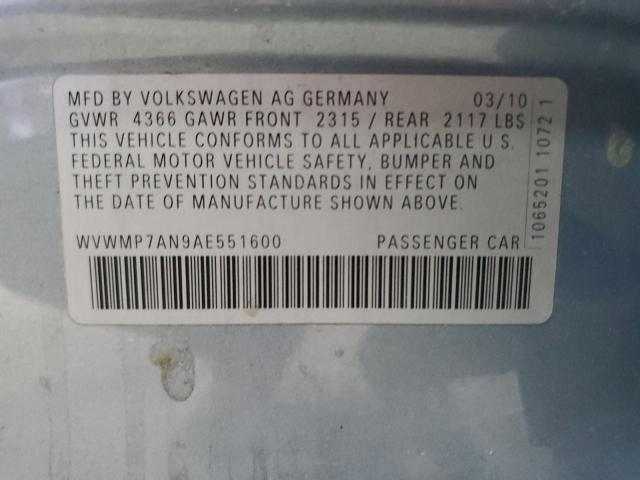 MFD BY VOLKSWAGEN AG GERMANY 03/10
GVWR 4366 GAWR FRONT 2315 / REAR 2117 LBS
THIS VEHICLE CONFORMS TO ALL APPLICABLE U.S.
FEDERAL MOTOR VEHICLE SAFETY, BUMPER AND
THEFT PREVENTION STANDARDS IN EFFECT ON
THE DATE OF MANUFACTURE SHOWN ABOVE.
WVWMP7AN9AE551600 PASSENGER CAR
1065201 1072 1